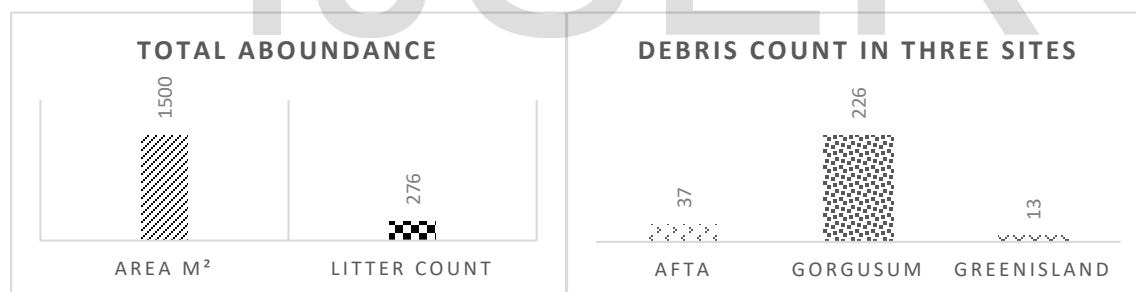 TOTAL ABOUNDANCE
1500
276
AREA M²
LITTER COUNT
DEBRIS COUNT IN THREE SITES
37
226
13
AFTA
GORGUSUM
GREENISLAND